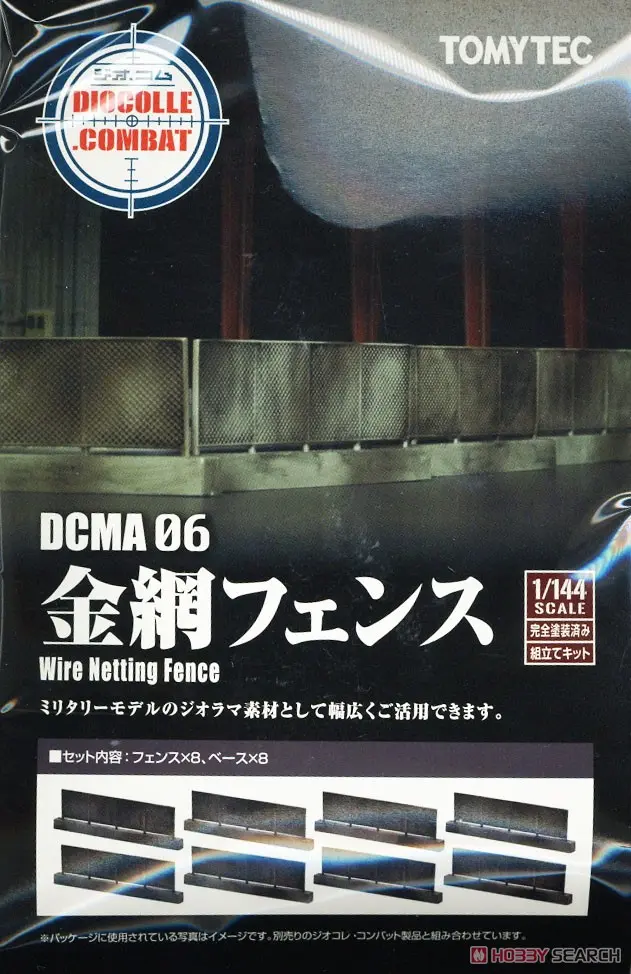 TOMYTEC
ジオコム
DIOCOLLE
.COMBAT
DCMA 06
金網フェンス
Wire Netting Fence
1/144
SCALE
完全塗装済み
組立てキット
ミリタリーモデルのジオラマ素材として幅広くご活用できます。
■セット内容：フェンス×8、ベース×8
※パッケージに使用されている写真はイメージです。別売りのジオコレ・コンバット製品と組み合わせています。
HOBBY SEARCH